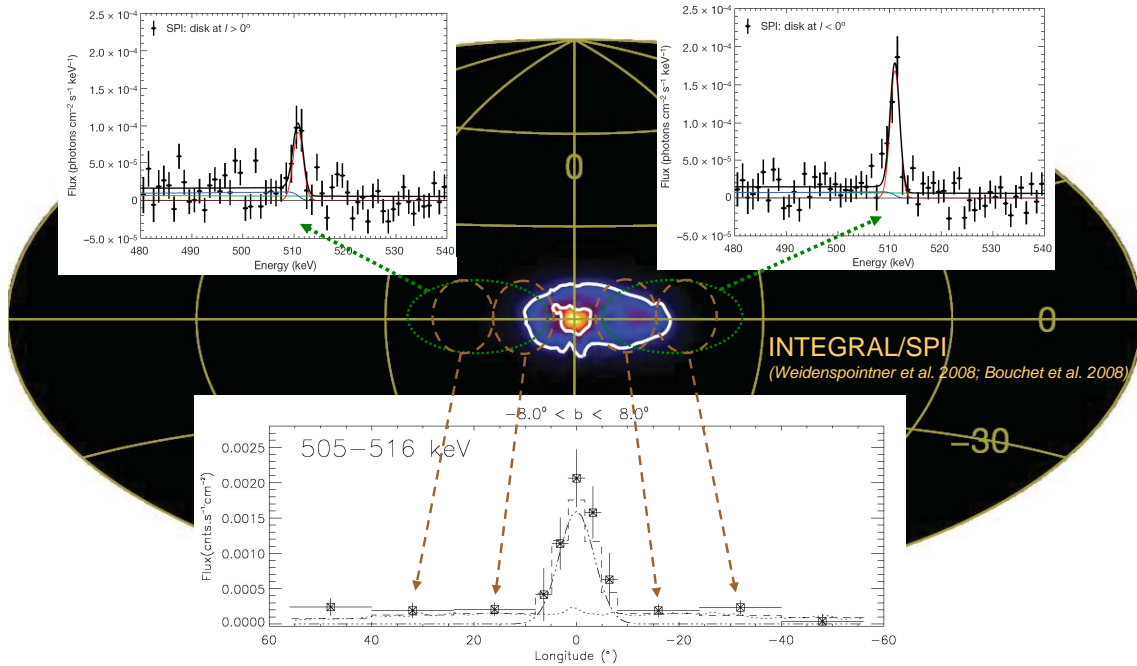 SPI: disk at l > 0°
Flux (photons cm⁻² s⁻¹ keV⁻¹)
2.5 × 10⁻⁴
2.0 × 10⁻⁴
1.5 × 10⁻⁴
1.0 × 10⁻⁴
5.0 × 10⁻⁵
0
−5.0 × 10⁻⁵
480 490 500 510 520 530 540
Energy (keV)
SPI: disk at l < 0°
Flux (photons cm⁻² s⁻¹ keV⁻¹)
2.5 × 10⁻⁴
2.0 × 10⁻⁴
1.5 × 10⁻⁴
1.0 × 10⁻⁴
5.0 × 10⁻⁵
0
−5.0 × 10⁻⁵
480 490 500 510 520 530 540
Energy (keV)
0
0
INTEGRAL/SPI
(Weidenspointner et al. 2008; Bouchet et al. 2008)
−30
−8.0° < b < 8.0°
505−516 keV
Flux(cnts.s⁻¹cm⁻²)
0.0025
0.0020
0.0015
0.0010
0.0005
0.0000
60 40 20 0 −20 −40 −60
Longitude (°)